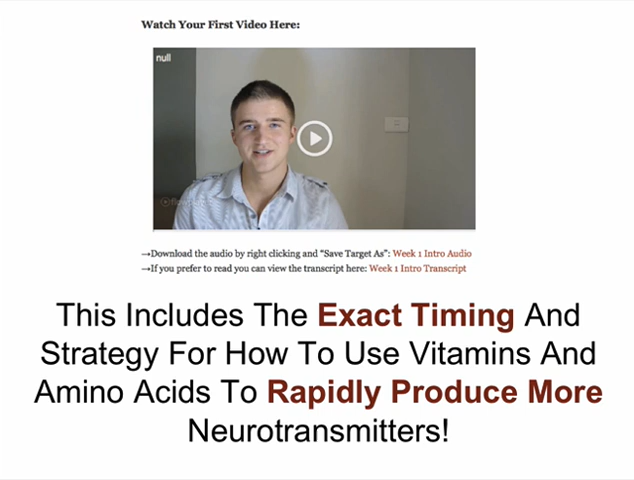 Watch Your First Video Here:
null
→Download the audio by right clicking and “Save Target As”: Week 1 Intro Audio
→If you prefer to read you can view the transcript here: Week 1 Intro Transcript
This Includes The Exact Timing And
Strategy For How To Use Vitamins And
Amino Acids To Rapidly Produce More
Neurotransmitters!